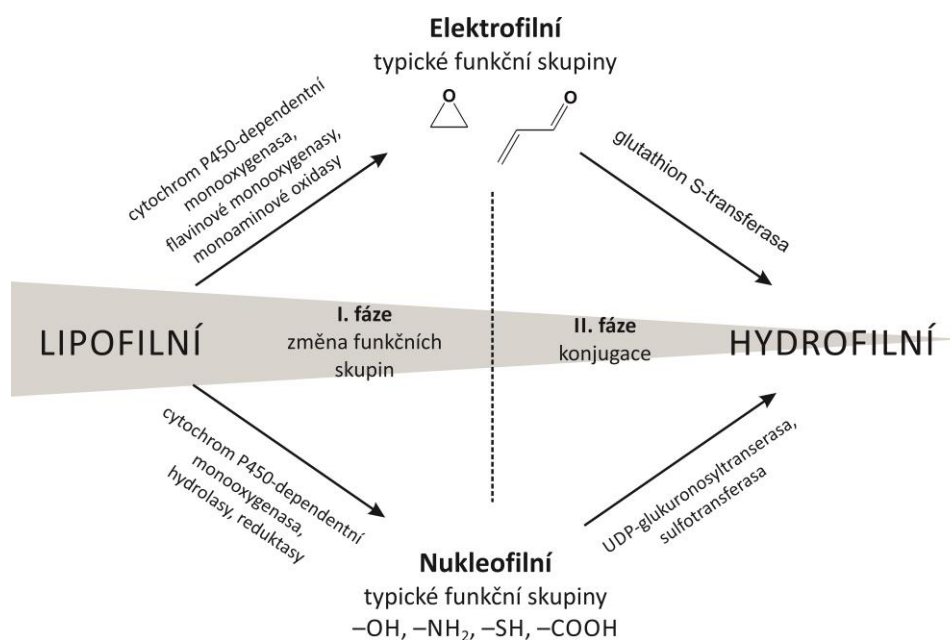 Elektrofilní
typické funkční skupiny
O
O
cytochrom P450-dependentní
monooxygenasa,
flavinové monooxygenasy,
monoaminové oxidasy
glutathion S-transferasa
LIPOFILNÍ
I. fáze
změna funkčních
skupin
II. fáze
konjugace
HYDROFILNÍ
cytochrom P450-dependentní
monooxygenasa,
hydrolasy, reduktasy
UDP-glukuronosyltranserasa,
sulfotransferasa
Nukleofilní
typické funkční skupiny
–OH, –NH₂, –SH, –COOH